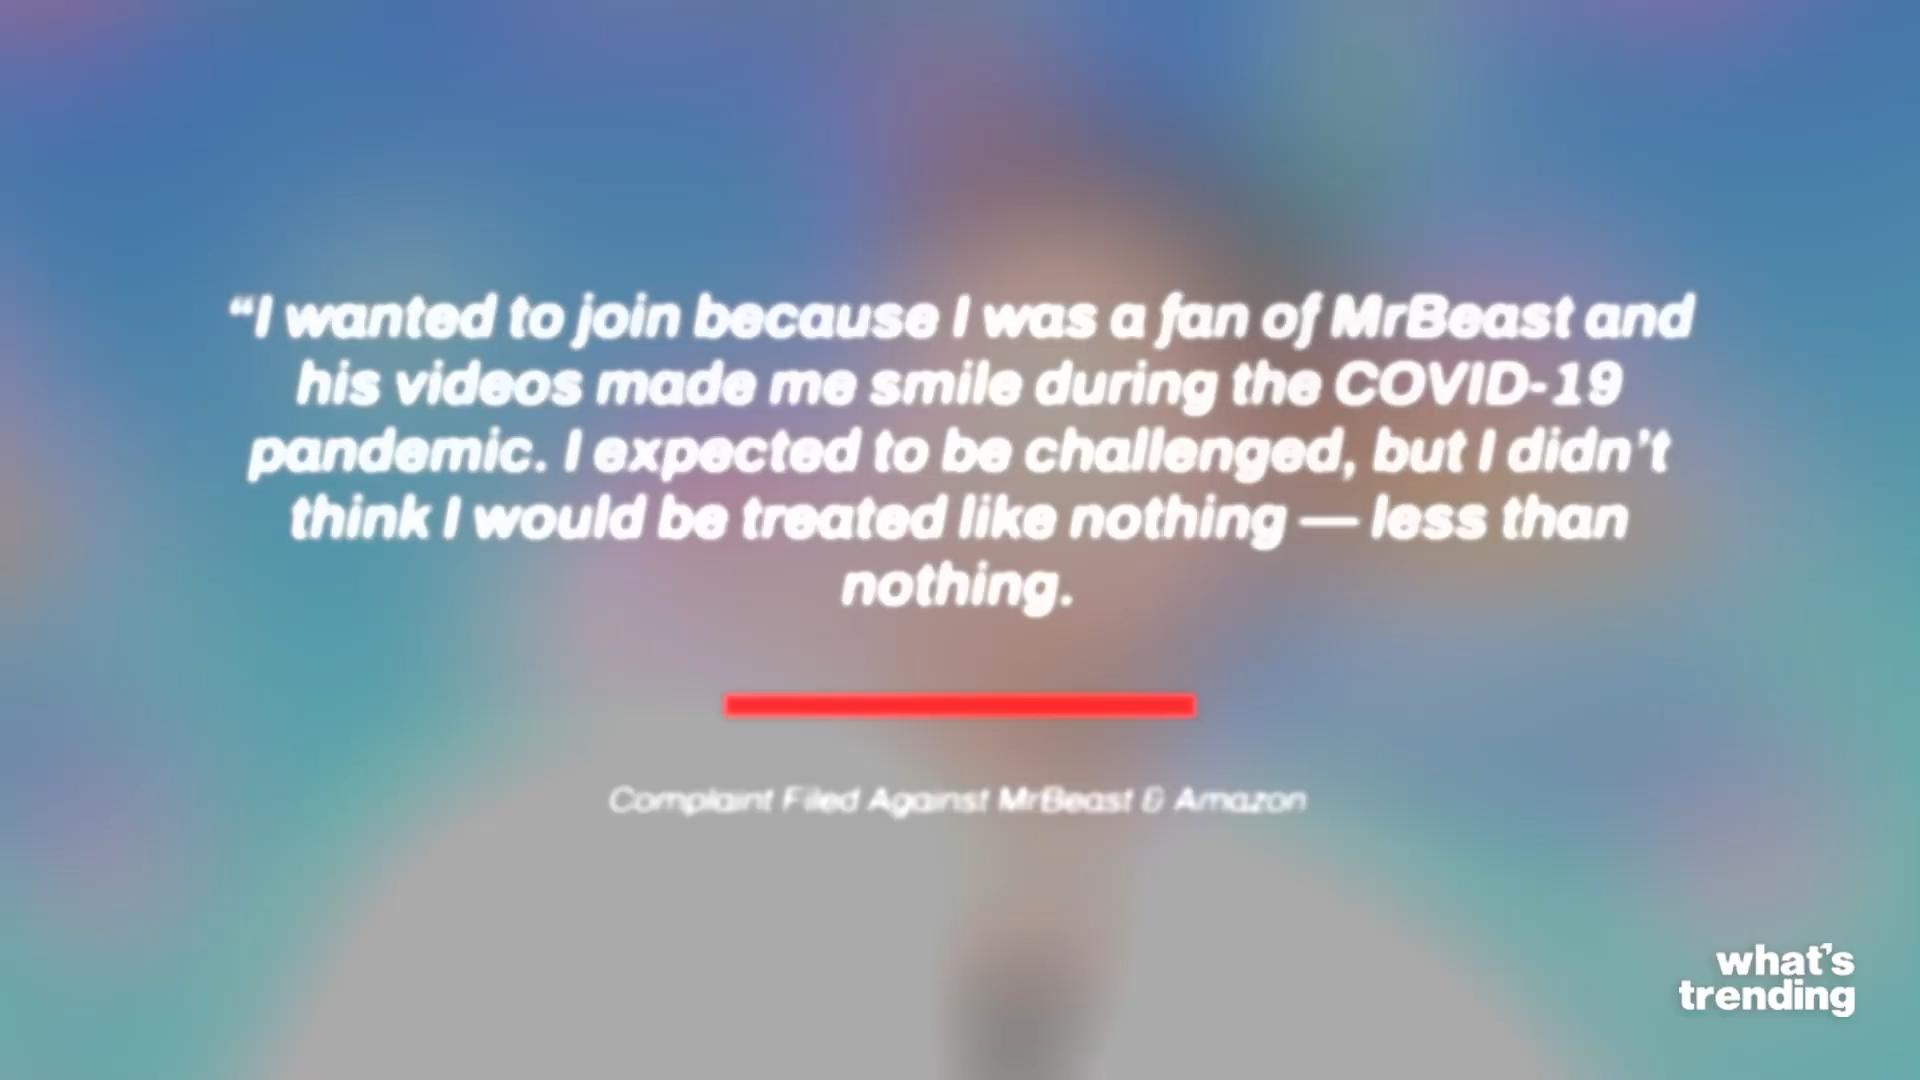 “I wanted to join because I was a fan of MrBeast and
his videos made me smile during the COVID-19
pandemic. I expected to be challenged, but I didn’t
think I would be treated like nothing — less than
nothing.
Complaint Filed Against MrBeast & Amazon
what’s
trending